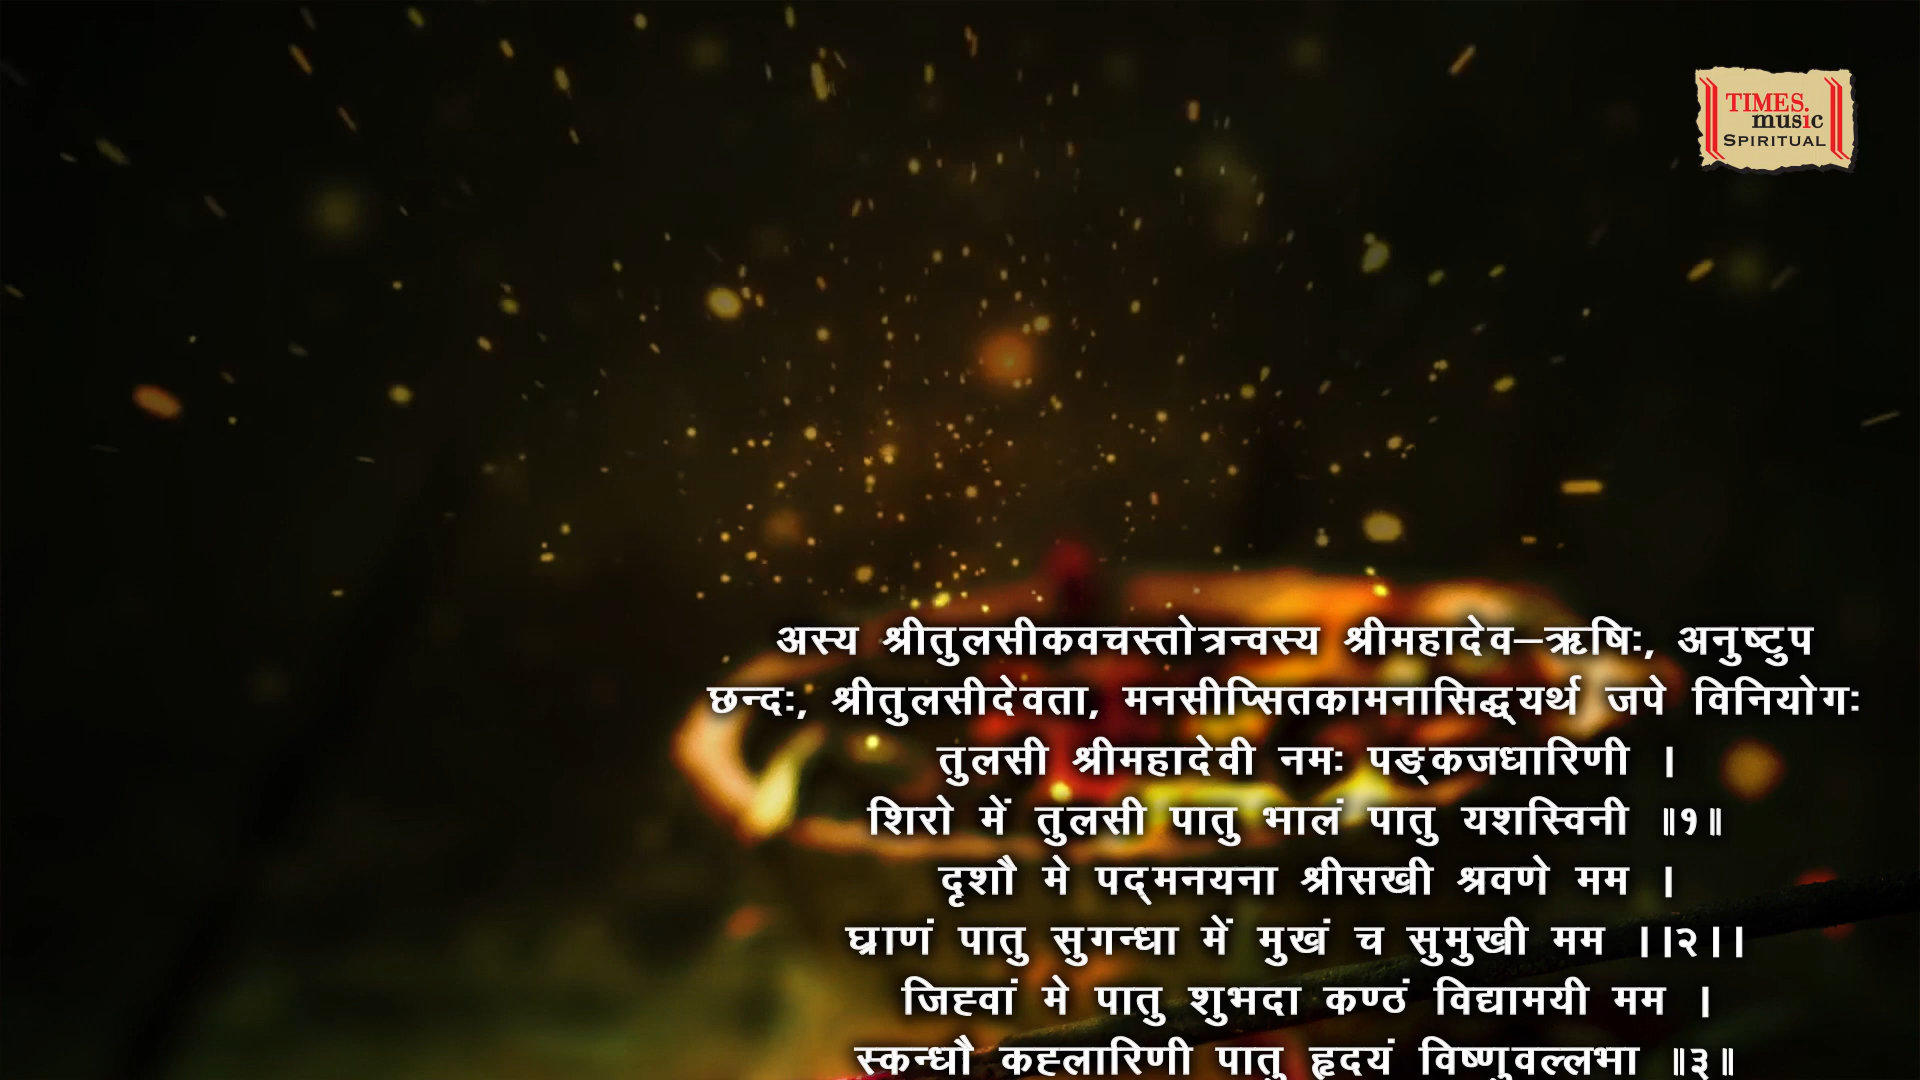 TIMES.
music
SPIRITUAL
अस्य श्रीतुलसीकवचस्तोत्रन्वस्य श्रीमहादेव–ऋषिः, अनुष्टुप
छन्दः, श्रीतुलसीदेवता, मनसीप्सितकामनासिद्ध्यर्थ जपे विनियोगः
तुलसी श्रीमहादेवी नमः पङ्कजधारिणी ।
शिरो में तुलसी पातु भालं पातु यशस्विनी ॥१॥
दृशौ मे पद्मनयना श्रीसखी श्रवणे मम ।
घ्राणं पातु सुगन्धा में मुखं च सुमुखी मम ।।२।।
जिह्वां मे पातु शुभदा कण्ठं विद्यामयी मम ।
स्कन्धौ कह्लारिणी पातु हृदयं विष्णुवल्लभा ॥३॥